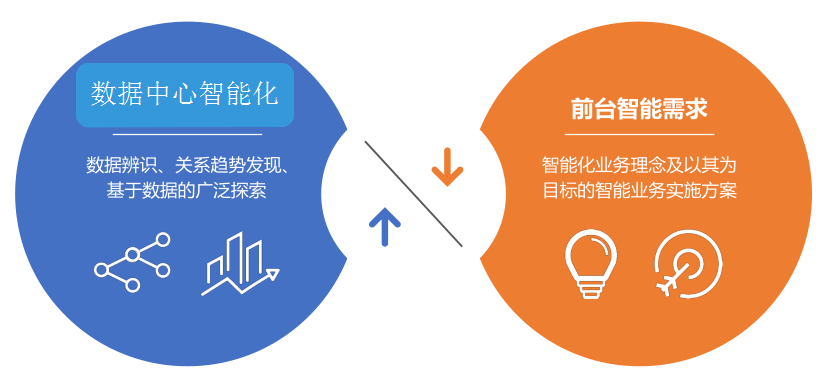 数据中心智能化
数据辨识、关系趋势发现、
基于数据的广泛探索
前台智能需求
智能化业务理念及以其为
目标的智能业务实施方案